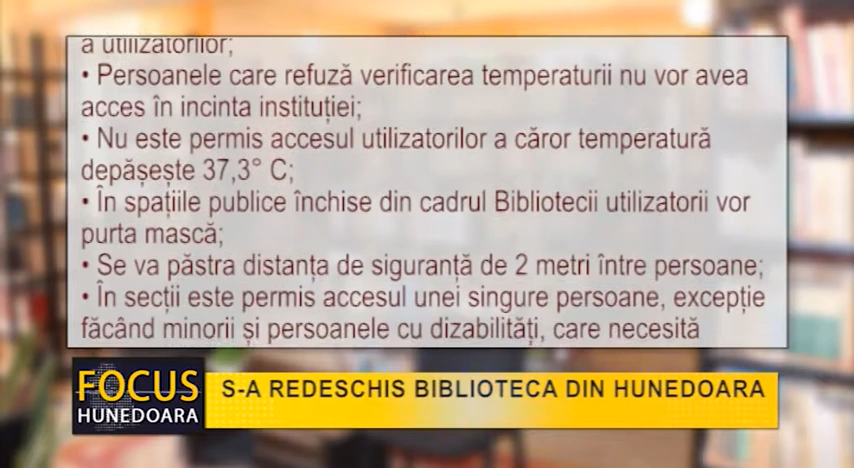 a utilizatorilor;
• Persoanele care refuză verificarea temperaturii nu vor avea
acces în incinta instituției;
• Nu este permis accesul utilizatorilor a căror temperatură
depășește 37,3° C;
• În spațiile publice închise din cadrul Bibliotecii utilizatorii vor
purta mască;
• Se va păstra distanța de siguranță de 2 metri între persoane;
• În secții este permis accesul unei singure persoane, excepție
făcând minorii și persoanele cu dizabilități, care necesită
FOCUS
HUNEDOARA
S-A REDESCHIS BIBLIOTECA DIN HUNEDOARA